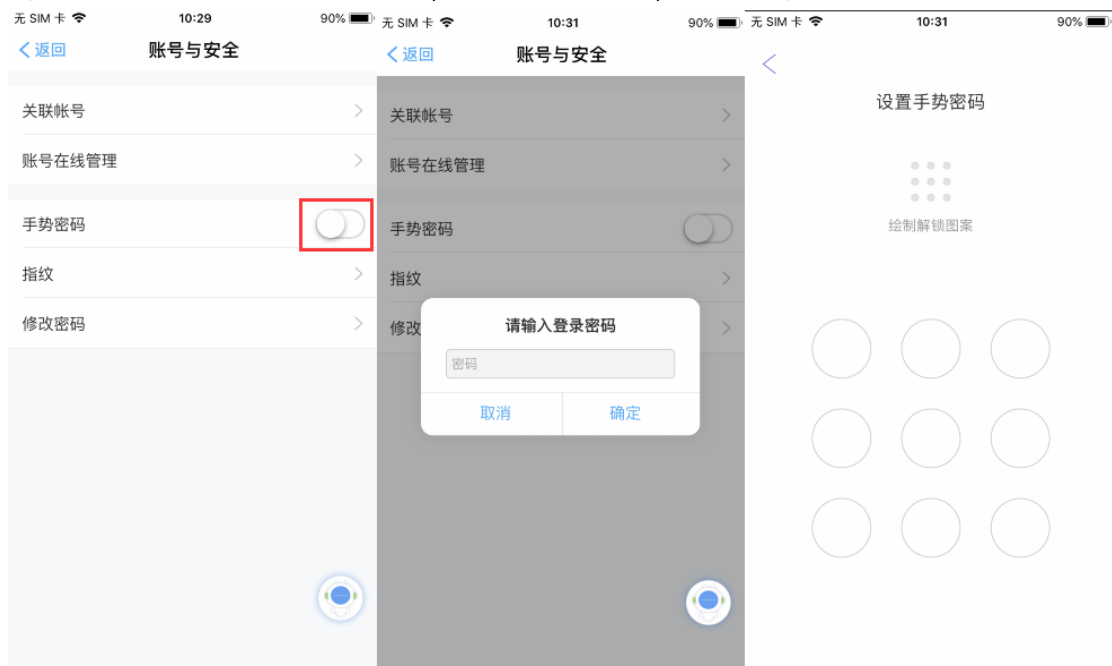 无 SIM 卡 10:29 90%
返回 账号与安全
关联帐号
账号在线管理
手势密码
指纹
修改密码
无 SIM 卡 10:31 90%
返回 账号与安全
关联帐号
账号在线管理
手势密码
指纹
修改
请输入登录密码
密码
取消 确定
无 SIM 卡 10:31 90%
设置手势密码
绘制解锁图案